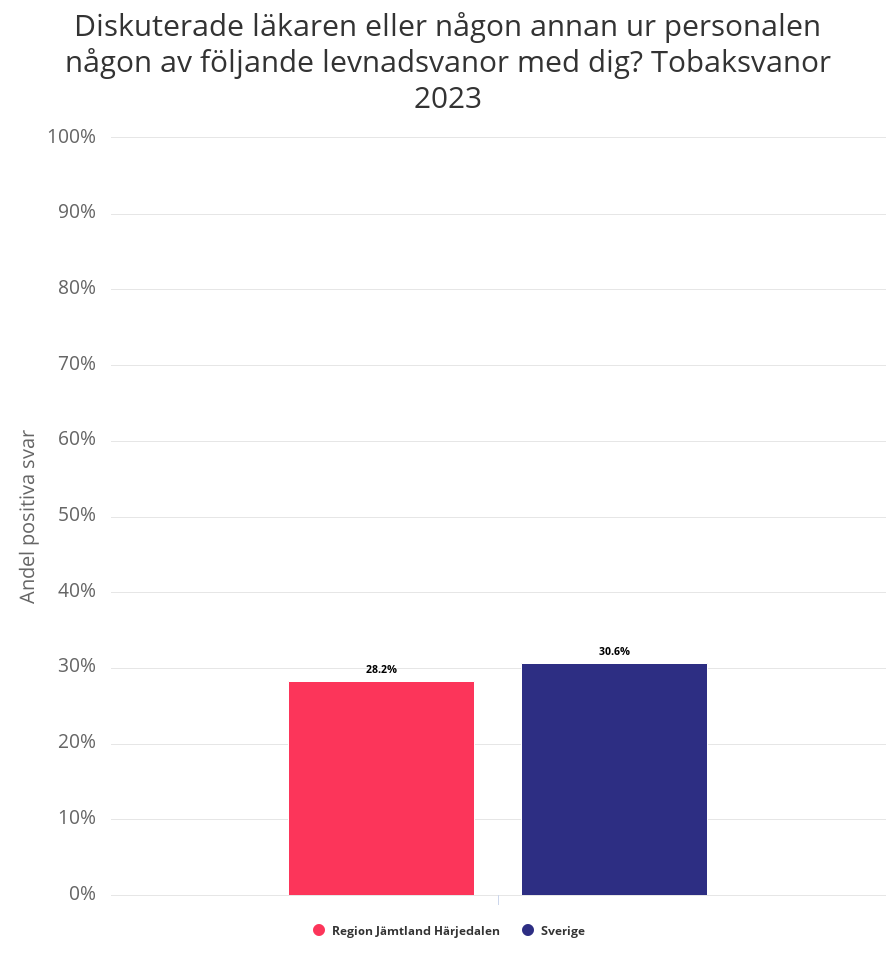 Diskuterade läkaren eller någon annan ur personalen
någon av följande levnadsvanor med dig? Tobaksvanor
2023
100%
90%
80%
70%
60%
50%
40%
30%
20%
10%
0%
Andel positiva svar
28.2%
30.6%
Region Jämtland Härjedalen
Sverige